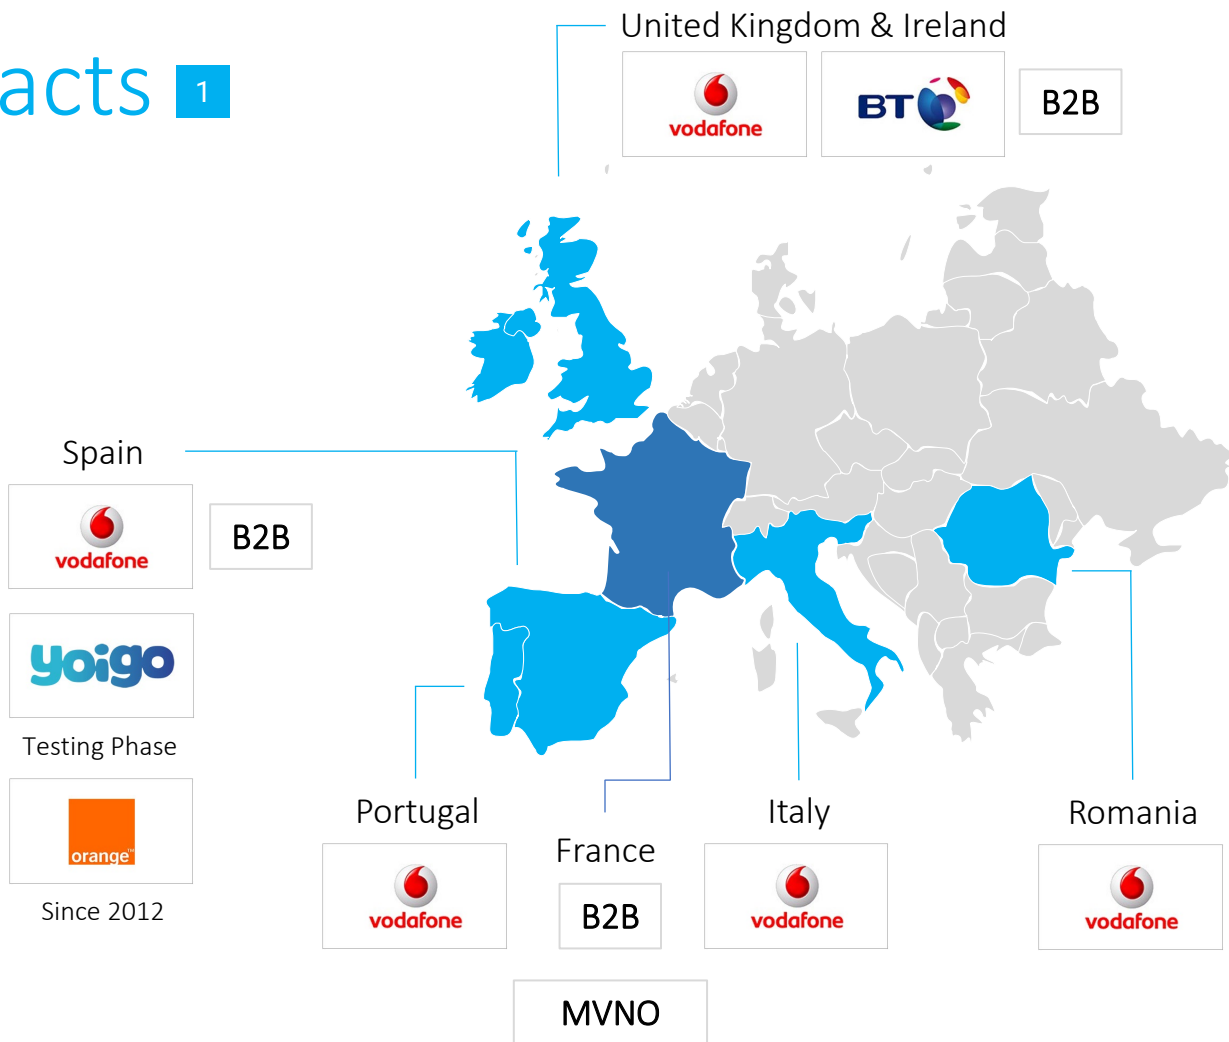 United Kingdom & Ireland
acts 1
vodafone
BT
B2B
Spain
vodafone
B2B
yoigo
Testing Phase
orange™
Since 2012
Portugal
vodafone
France
B2B
MVNO
Italy
vodafone
Romania
vodafone